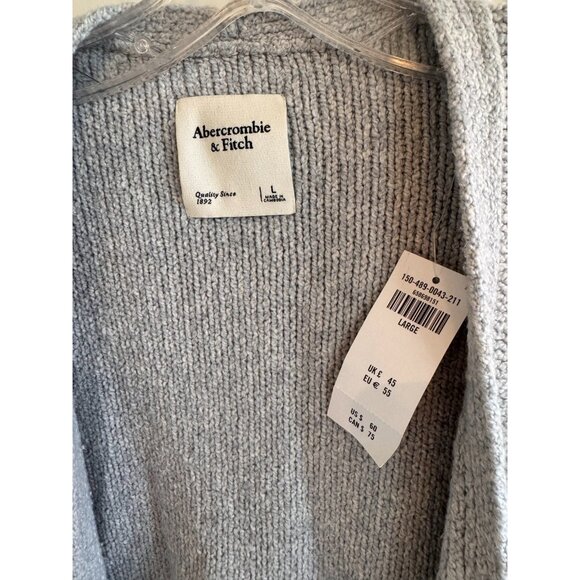 Abercrombie
& Fitch
Quality Since
1892
L
MADE IN
CAMBODIA
150-489-0043-211
658698151
LARGE
UK £ 45
EU € 55
US $ 60
CAN $ 75